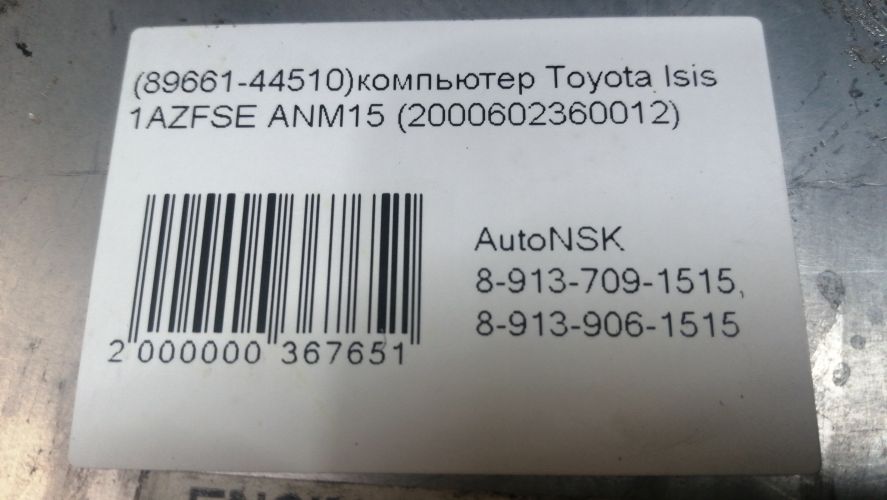 (89661-44510)компьютер Toyota Isis
1AZFSE ANM15 (2000602360012)
AutoNSK
8-913-709-1515,
8-913-906-1515
2 000000 367651